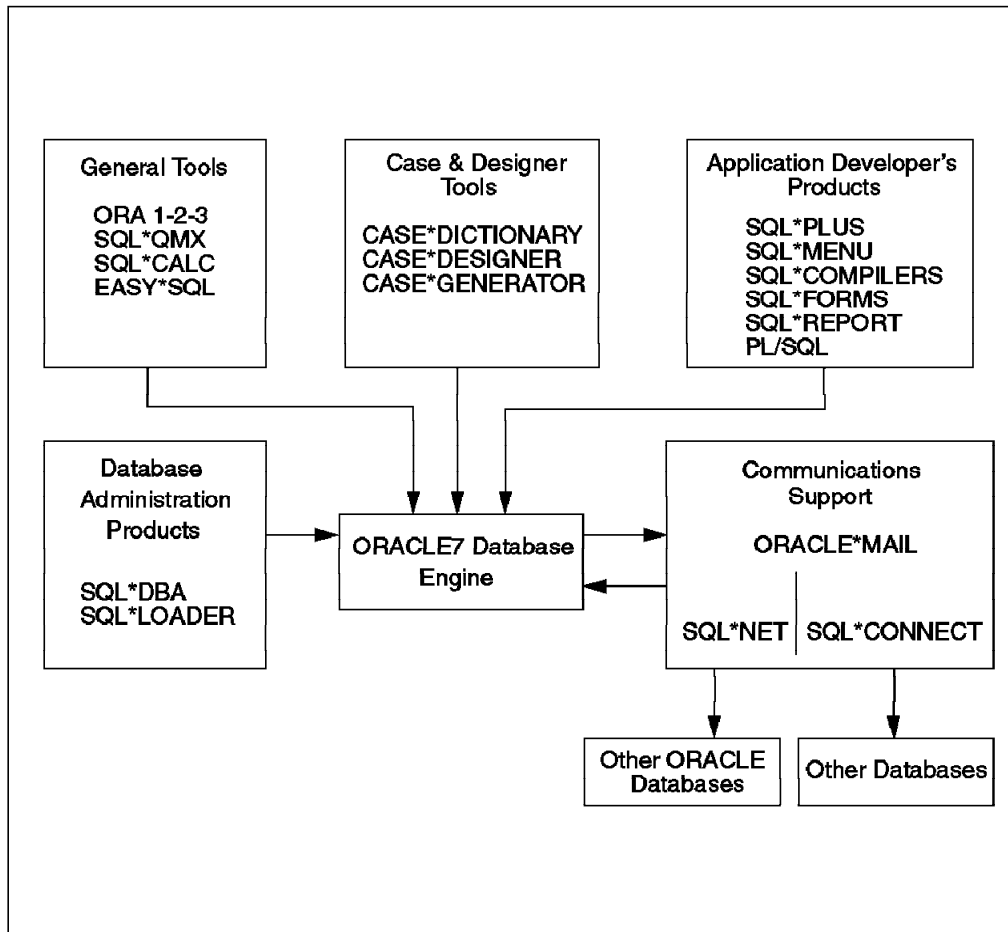 General Tools
ORA 1-2-3
SQL*QMX
SQL*CALC
EASY*SQL
Case & Designer
Tools
CASE*DICTIONARY
CASE*DESIGNER
CASE*GENERATOR
Application Developer's
Products
SQL*PLUS
SQL*MENU
SQL*COMPILERS
SQL*FORMS
SQL*REPORT
PL/SQL
Database
Administration
Products
SQL*DBA
SQL*LOADER
ORACLE7 Database
Engine
Communications
Support
ORACLE*MAIL
SQL*NET
SQL*CONNECT
Other ORACLE
Databases
Other Databases